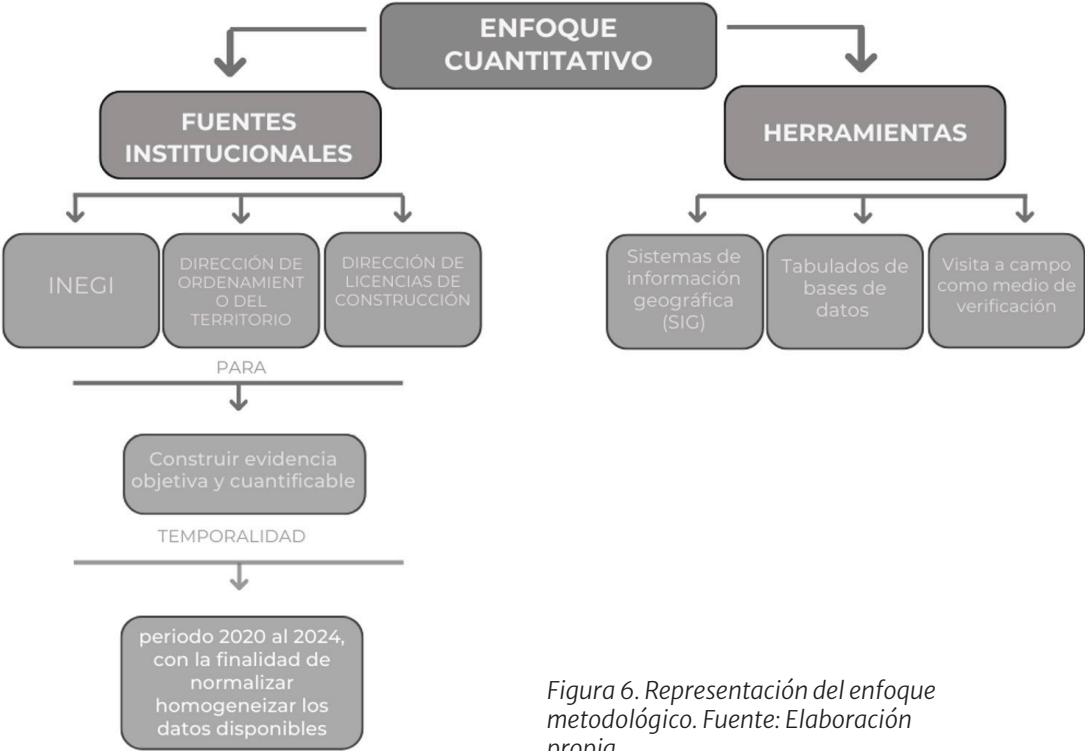 ENFOQUE
CUANTITATIVO
FUENTES
INSTITUCIONALES
HERRAMIENTAS
INEGI
DIRECCIÓN DE
ORDENAMIENT
O DEL
TERRITORIO
DIRECCIÓN DE
LICENCIAS DE
CONSTRUCCIÓN
Sistemas de
información
geográfica
(SIG)
Tabulados de
bases de
datos
Visita a campo
como medio de
verificación
PARA
Construir evidencia
objetiva y cuantificable
TEMPORALIDAD
periodo 2020 al 2024,
con la finalidad de
normalizar
homogeneizar los
datos disponibles
Figura 6. Representación del enfoque
metodológico. Fuente: Elaboración
propia